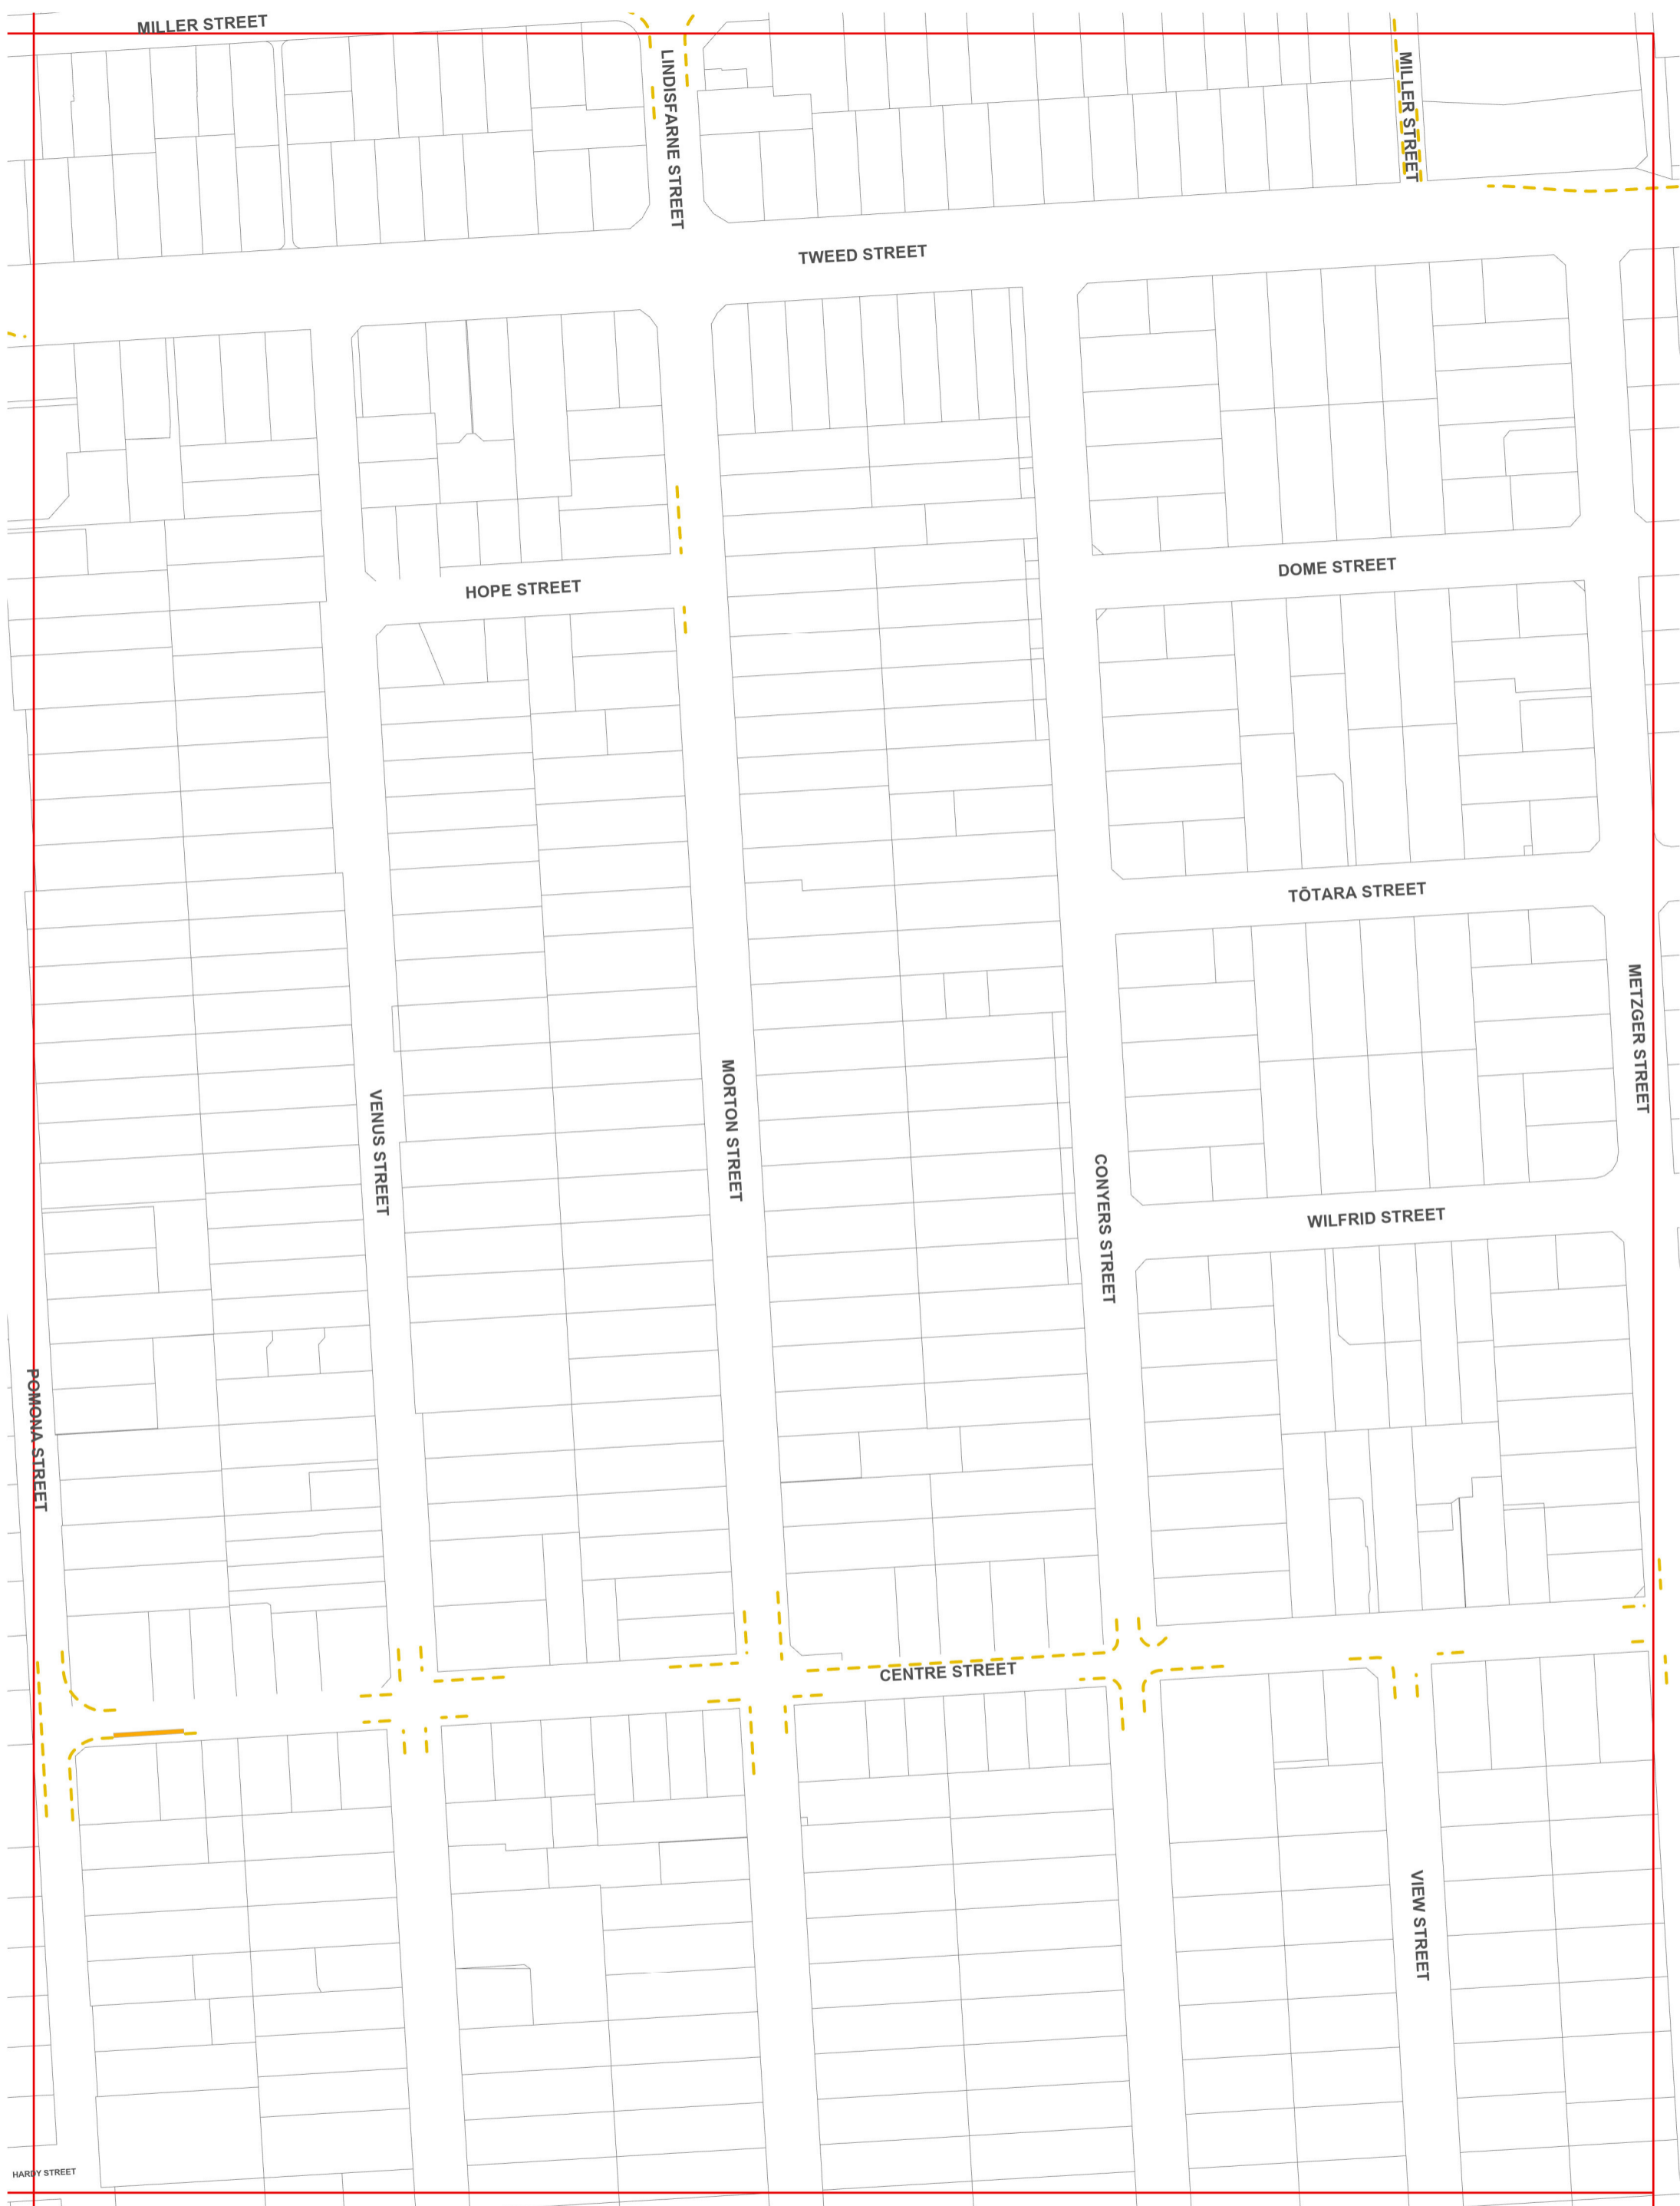 MILLER STREET
LINDISFARNE STREET
MILLER STREET
TWEED STREET
DOME STREET
HOPE STREET
TŌTARA STREET
METZGER STREET
VENUS STREET
MORTON STREET
CONYERS STREET
WILFRID STREET
POMONA STREET
CENTRE STREET
VIEW STREET
HARDY STREET